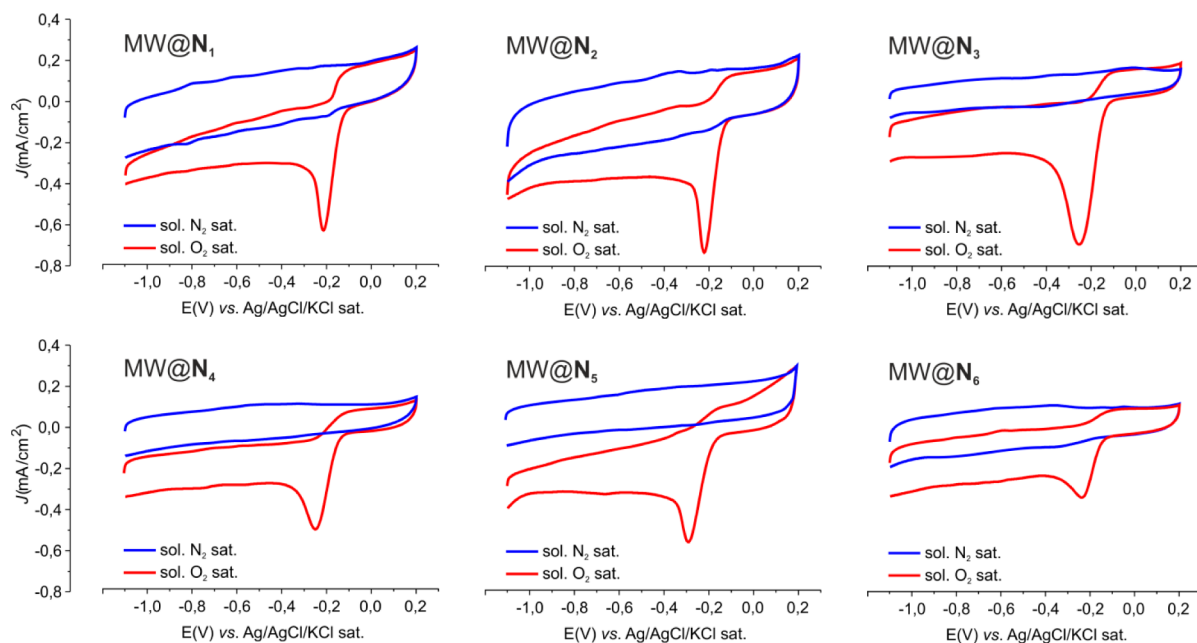 MW@N1
MW@N2
MW@N3
J(mA/cm2)
0,4
0,2
0,0
-0,2
-0,4
-0,6
-0,8
sol. N2 sat.
sol. O2 sat.
sol. N2 sat.
sol. O2 sat.
sol. N2 sat.
sol. O2 sat.
-1,0 -0,8 -0,6 -0,4 -0,2 0,0 0,2
-1,0 -0,8 -0,6 -0,4 -0,2 0,0 0,2
-1,0 -0,8 -0,6 -0,4 -0,2 0,0 0,2
E(V) vs. Ag/AgCl/KCl sat.
E(V) vs. Ag/AgCl/KCl sat.
E(V) vs. Ag/AgCl/KCl sat.
MW@N4
MW@N5
MW@N6
J(mA/cm2)
0,4
0,2
0,0
-0,2
-0,4
-0,6
-0,8
sol. N2 sat.
sol. O2 sat.
sol. N2 sat.
sol. O2 sat.
sol. N2 sat.
sol. O2 sat.
-1,0 -0,8 -0,6 -0,4 -0,2 0,0 0,2
-1,0 -0,8 -0,6 -0,4 -0,2 0,0 0,2
-1,0 -0,8 -0,6 -0,4 -0,2 0,0 0,2
E(V) vs. Ag/AgCl/KCl sat.
E(V) vs. Ag/AgCl/KCl sat.
E(V) vs. Ag/AgCl/KCl sat.